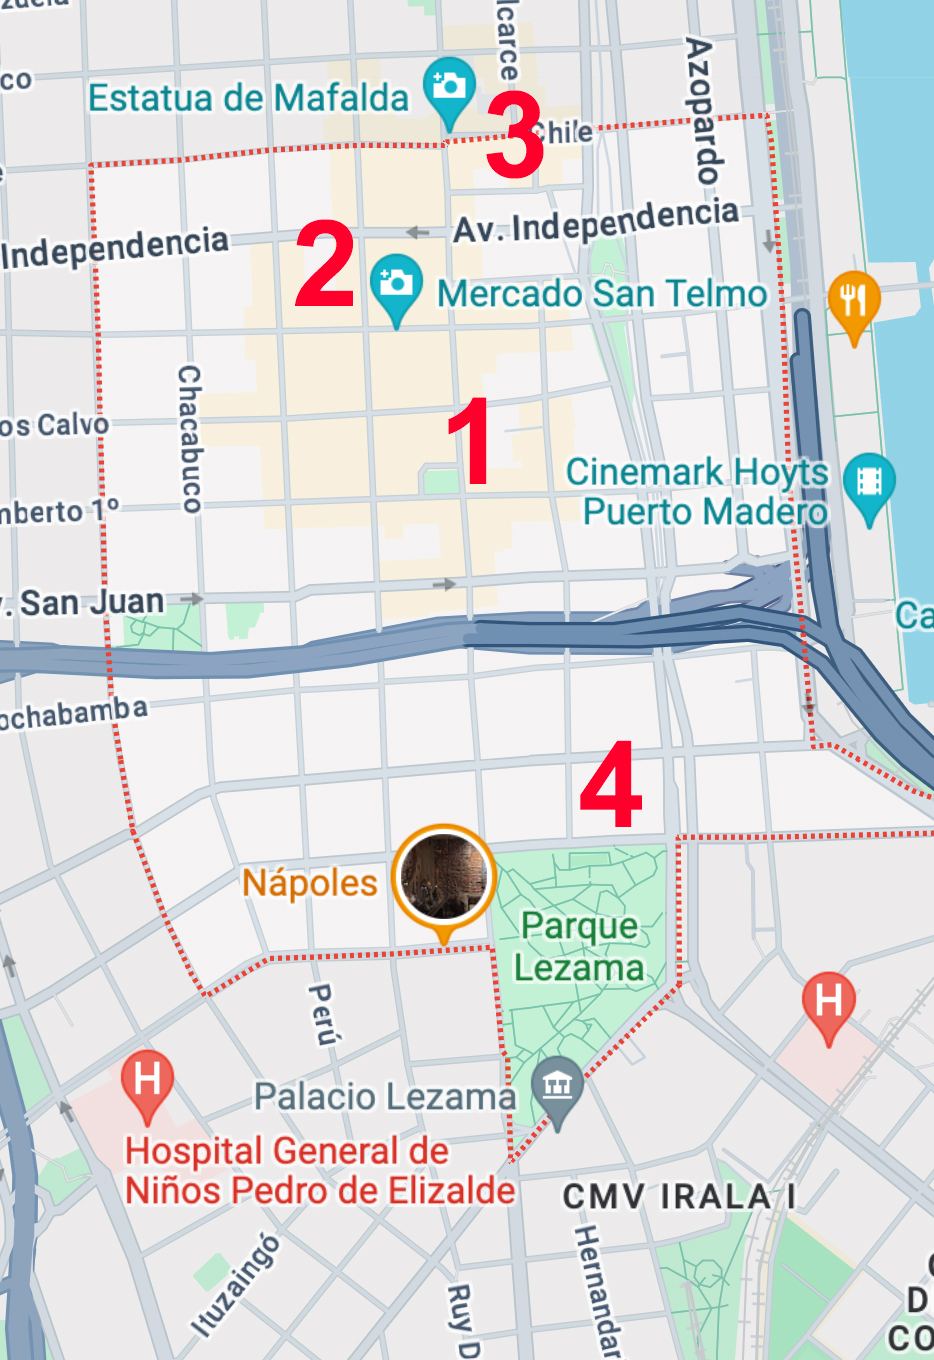 zuela
co
lcarce
Azopardo
Estatua de Mafalda
3
Chile
Independencia
Av. Independencia
2
Mercado San Telmo
Chacabuco
os Calvo
1
Cinemark Hoyts
Puerto Madero
mberto 1º
. San Juan
Ca
ochabamba
4
Nápoles
Parque
Lezama
Perú
H
H
Palacio Lezama
Hospital General de
Niños Pedro de Elizalde
CMV IRALA I
Ituzaingó
Hernandar
Ruy D
D
CO